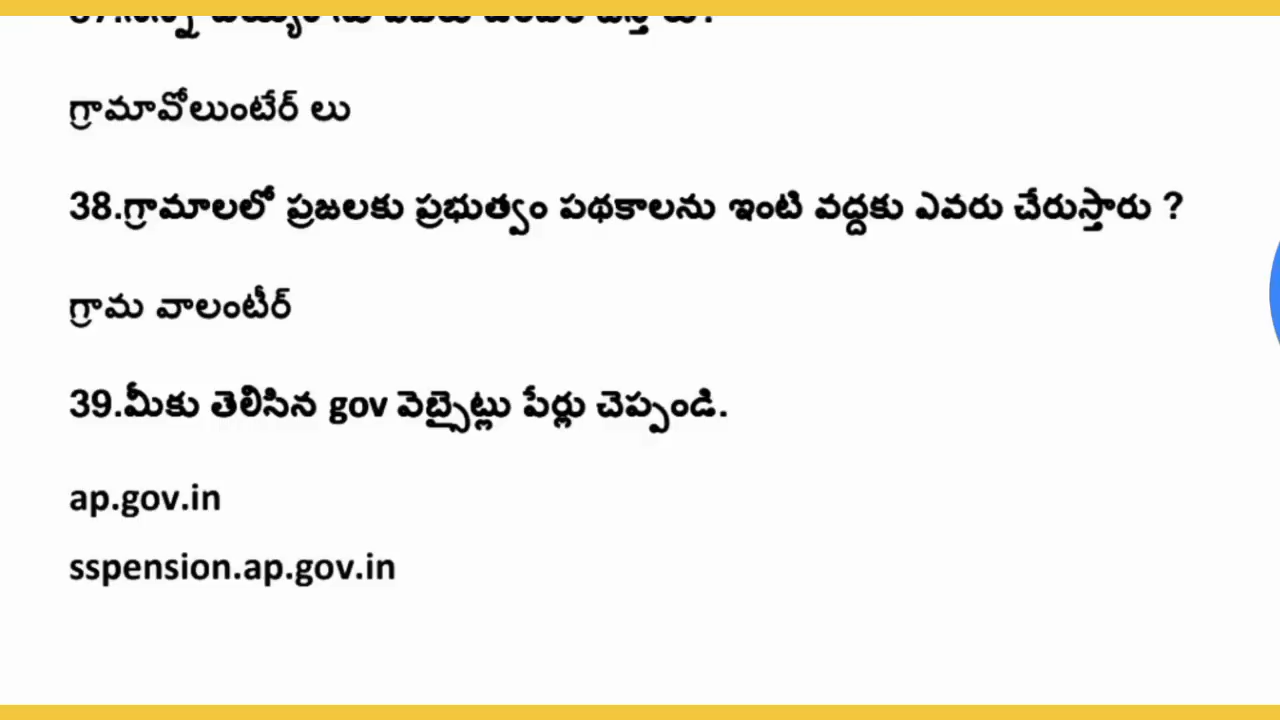 గ్రామావోలుంటేర్ లు
38.గ్రామాలలో ప్రజలకు ప్రభుత్వం పథకాలను ఇంటి వద్దకు ఎవరు చేరుస్తారు ?
గ్రామ వాలంటీర్
39.మీకు తెలిసిన gov వెబ్సైట్లు పేర్లు చెప్పండి.
ap.gov.in
sspension.ap.gov.in